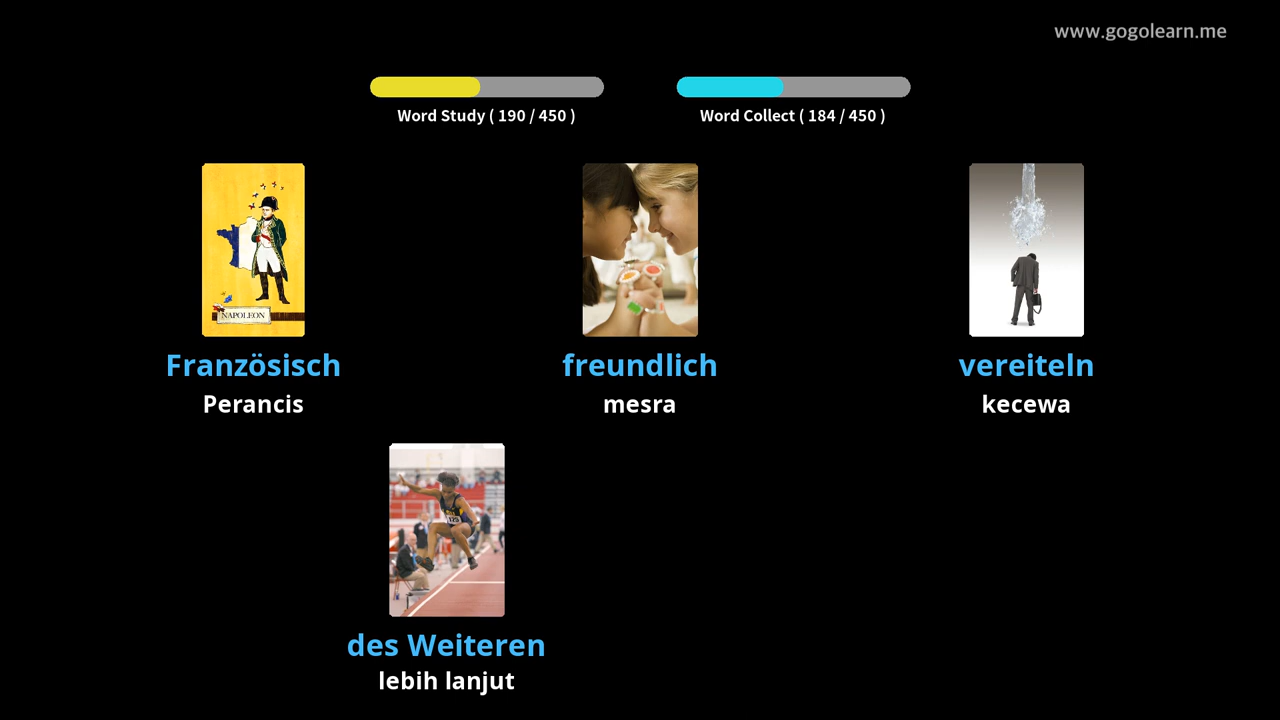 www.gogolearn.me
Word Study ( 190 / 450 )
Word Collect ( 184 / 450 )
NAPOLEON
Französisch
Perancis
freundlich
mesra
vereiteln
kecewa
des Weiteren
lebih lanjut